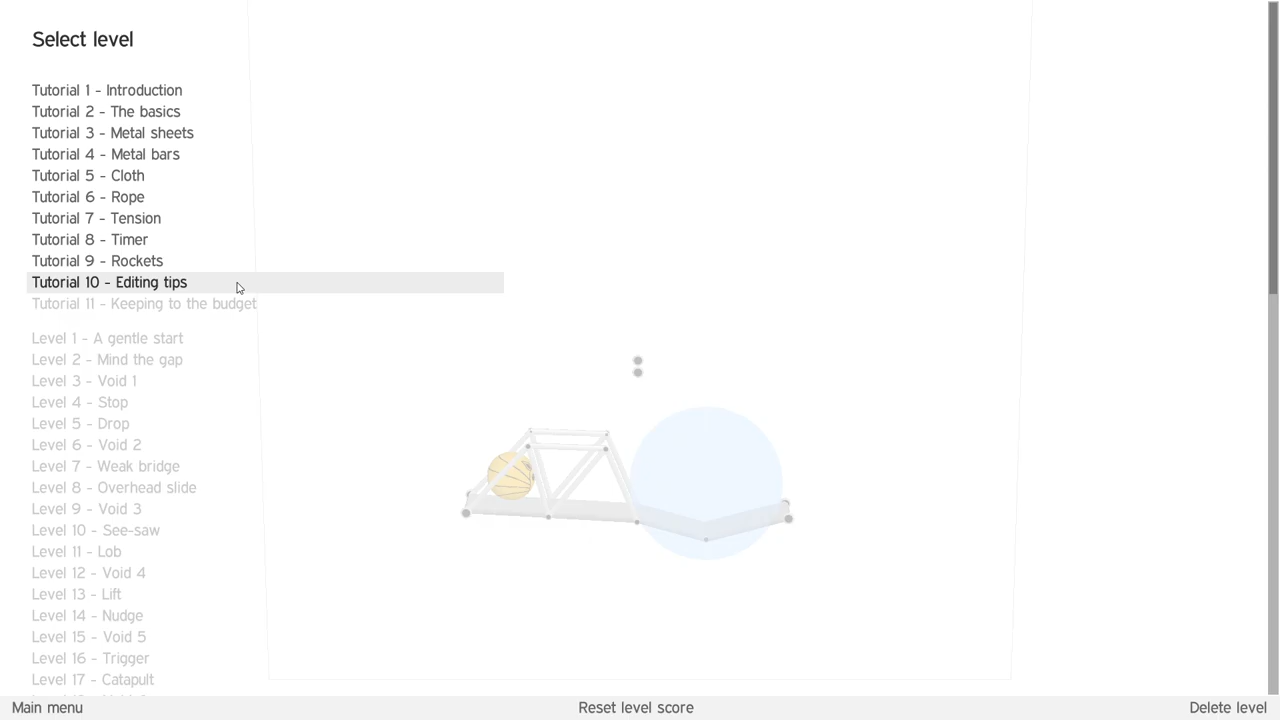 Select level
Tutorial 1 - Introduction
Tutorial 2 - The basics
Tutorial 3 - Metal sheets
Tutorial 4 - Metal bars
Tutorial 5 - Cloth
Tutorial 6 - Rope
Tutorial 7 - Tension
Tutorial 8 - Timer
Tutorial 9 - Rockets
Tutorial 10 - Editing tips
Tutorial 11 - Keeping to the budget
Level 1 - A gentle start
Level 2 - Mind the gap
Level 3 - Void 1
Level 4 - Stop
Level 5 - Drop
Level 6 - Void 2
Level 7 - Weak bridge
Level 8 - Overhead slide
Level 9 - Void 3
Level 10 - See-saw
Level 11 - Lob
Level 12 - Void 4
Level 13 - Lift
Level 14 - Nudge
Level 15 - Void 5
Level 16 - Trigger
Level 17 - Catapult
Main menu
Reset level score
Delete level